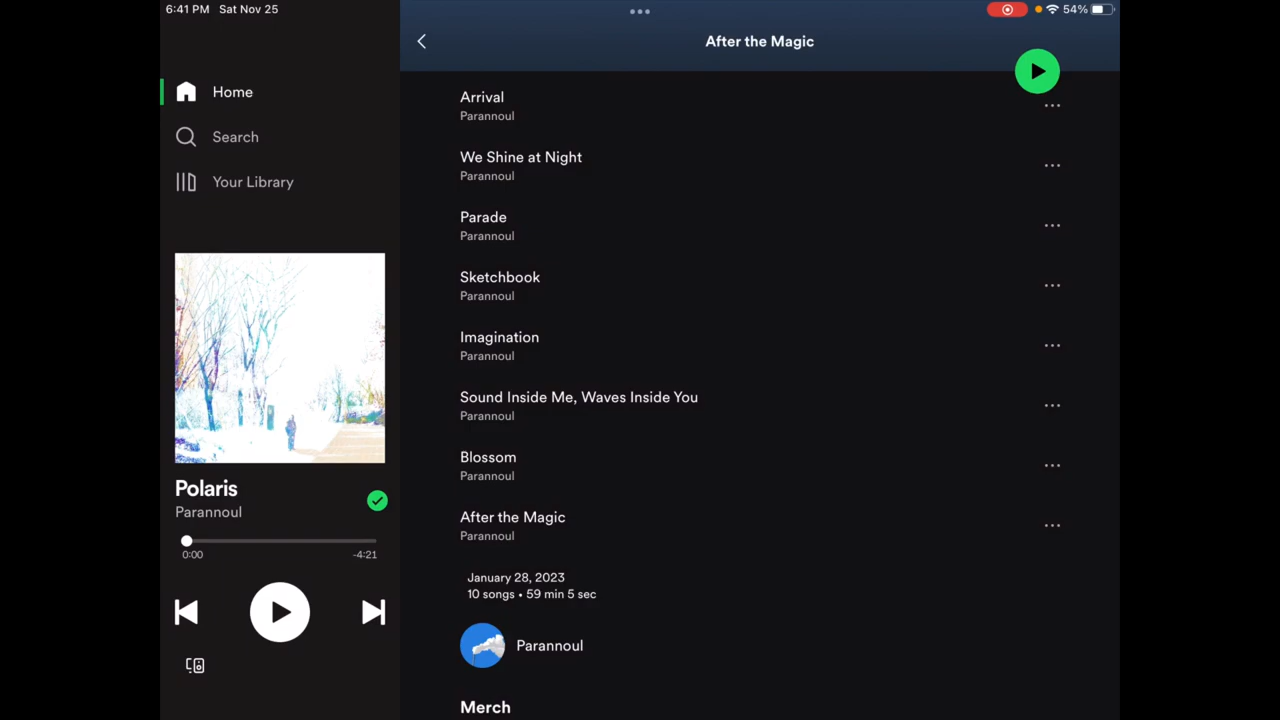 6:41 PM Sat Nov 25
54%
Home
Search
Your Library
Polaris
Parannoul
0:00
-4:21
After the Magic
Arrival
Parannoul
We Shine at Night
Parannoul
Parade
Parannoul
Sketchbook
Parannoul
Imagination
Parannoul
Sound Inside Me, Waves Inside You
Parannoul
Blossom
Parannoul
After the Magic
Parannoul
January 28, 2023
10 songs • 59 min 5 sec
Parannoul
Merch